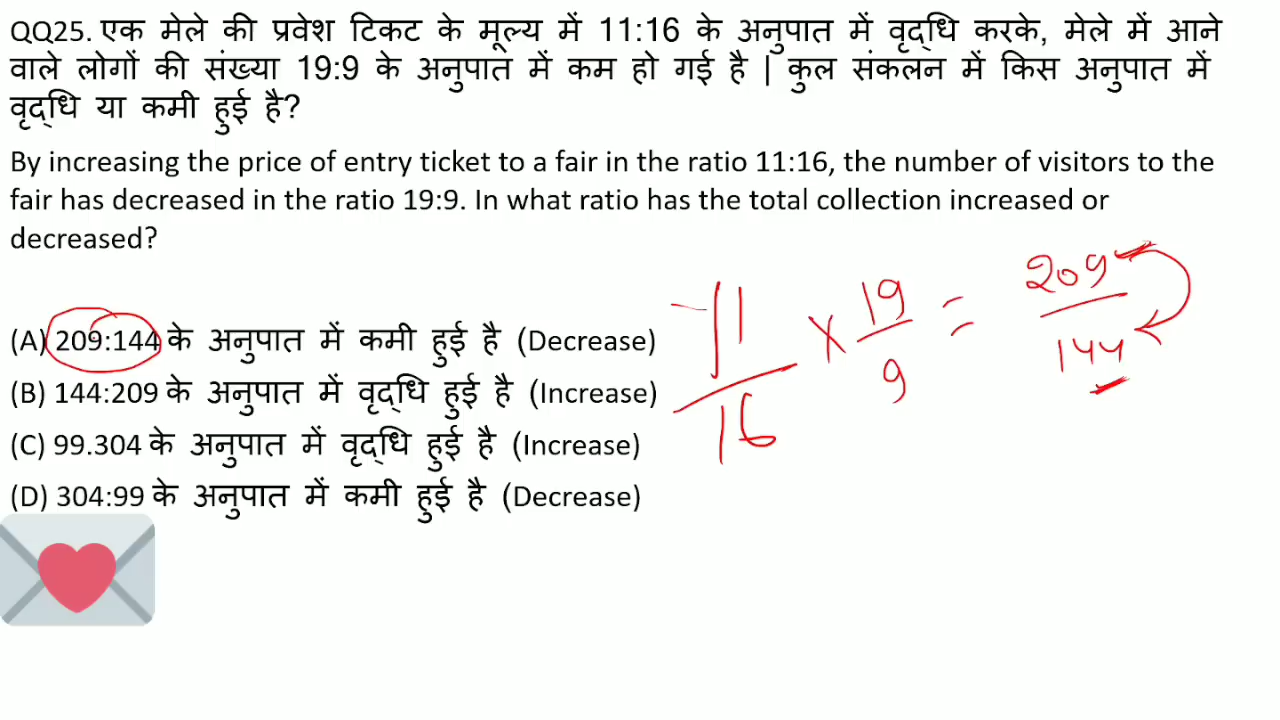 QQ25. एक मेले की प्रवेश टिकट के मूल्य में 11:16 के अनुपात में वृद्धि करके, मेले में आने
वाले लोगों की संख्या 19:9 के अनुपात में कम हो गई है | कुल संकलन में किस अनुपात में
वृद्धि या कमी हुई है?
By increasing the price of entry ticket to a fair in the ratio 11:16, the number of visitors to the
fair has decreased in the ratio 19:9. In what ratio has the total collection increased or
decreased?
(A) 209:144 के अनुपात में कमी हुई है (Decrease)
(B) 144:209 के अनुपात में वृद्धि हुई है (Increase)
(C) 99.304 के अनुपात में वृद्धि हुई है (Increase)
(D) 304:99 के अनुपात में कमी हुई है (Decrease)
11/16 × 19/9 = 209/144